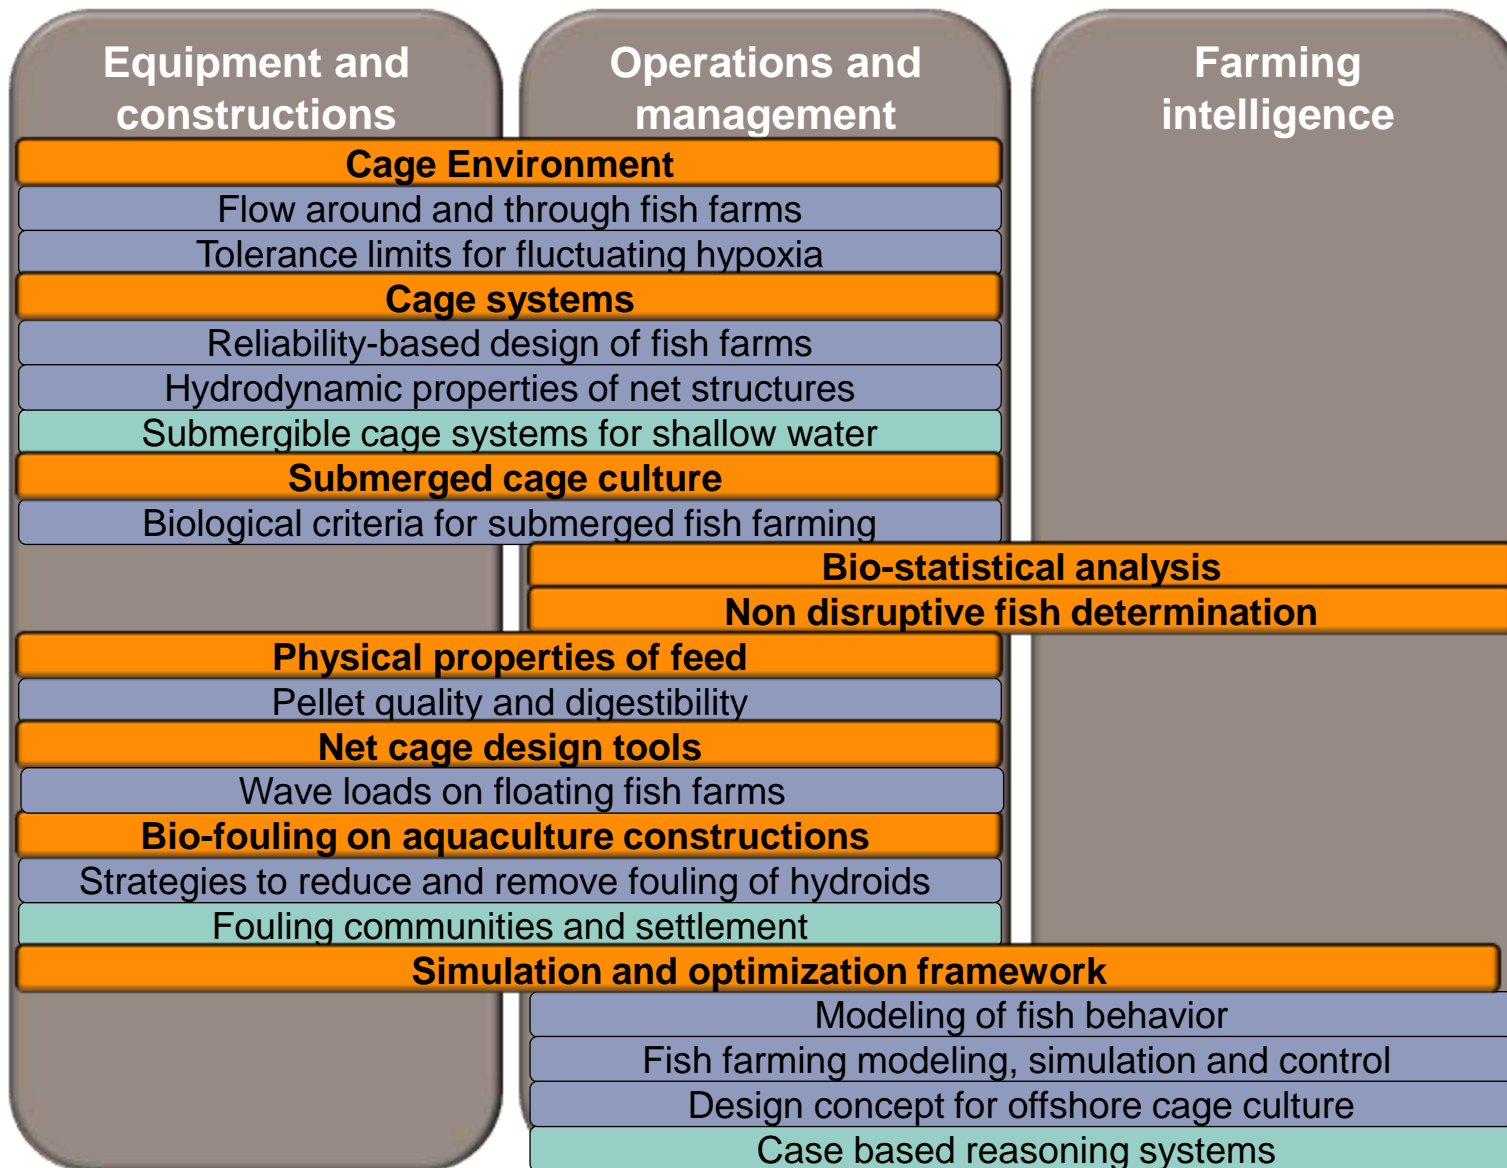 Equipment and
constructions
Operations and
management
Farming
intelligence
Cage Environment
Flow around and through fish farms
Tolerance limits for fluctuating hypoxia
Cage systems
Reliability-based design of fish farms
Hydrodynamic properties of net structures
Submergible cage systems for shallow water
Submerged cage culture
Biological criteria for submerged fish farming
Bio-statistical analysis
Non disruptive fish determination
Physical properties of feed
Pellet quality and digestibility
Net cage design tools
Wave loads on floating fish farms
Bio-fouling on aquaculture constructions
Strategies to reduce and remove fouling of hydroids
Fouling communities and settlement
Simulation and optimization framework
Modeling of fish behavior
Fish farming modeling, simulation and control
Design concept for offshore cage culture
Case based reasoning systems